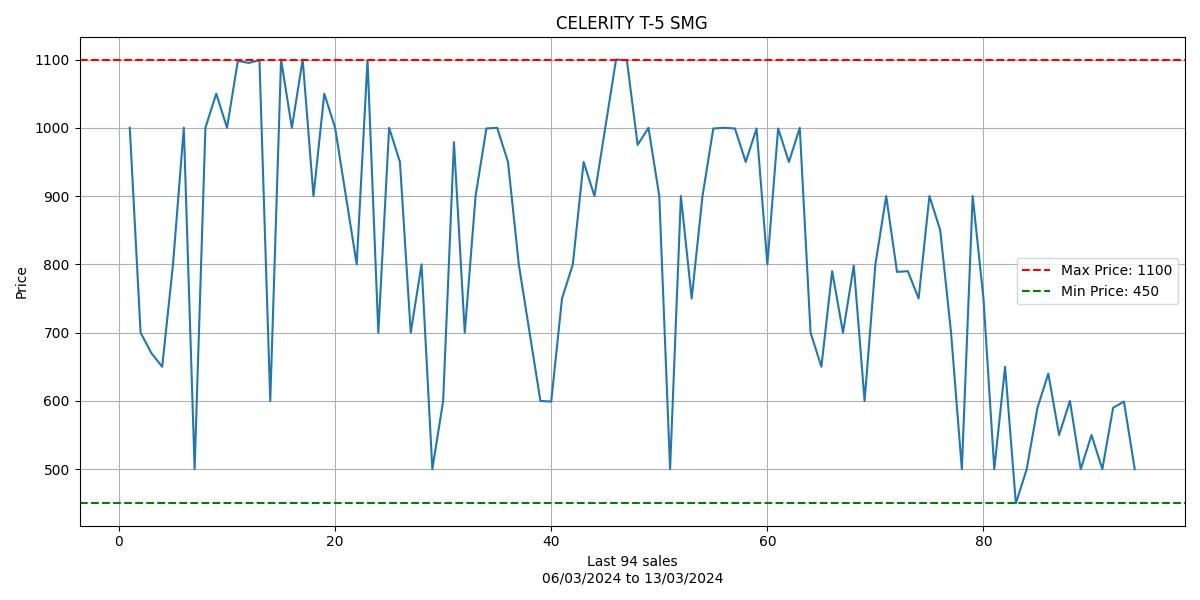 CELERITY T-5 SMG
1100
1000
900
800
700
600
500
Price
Max Price: 1100
Min Price: 450
0
20
40
60
80
Last 94 sales
06/03/2024 to 13/03/2024